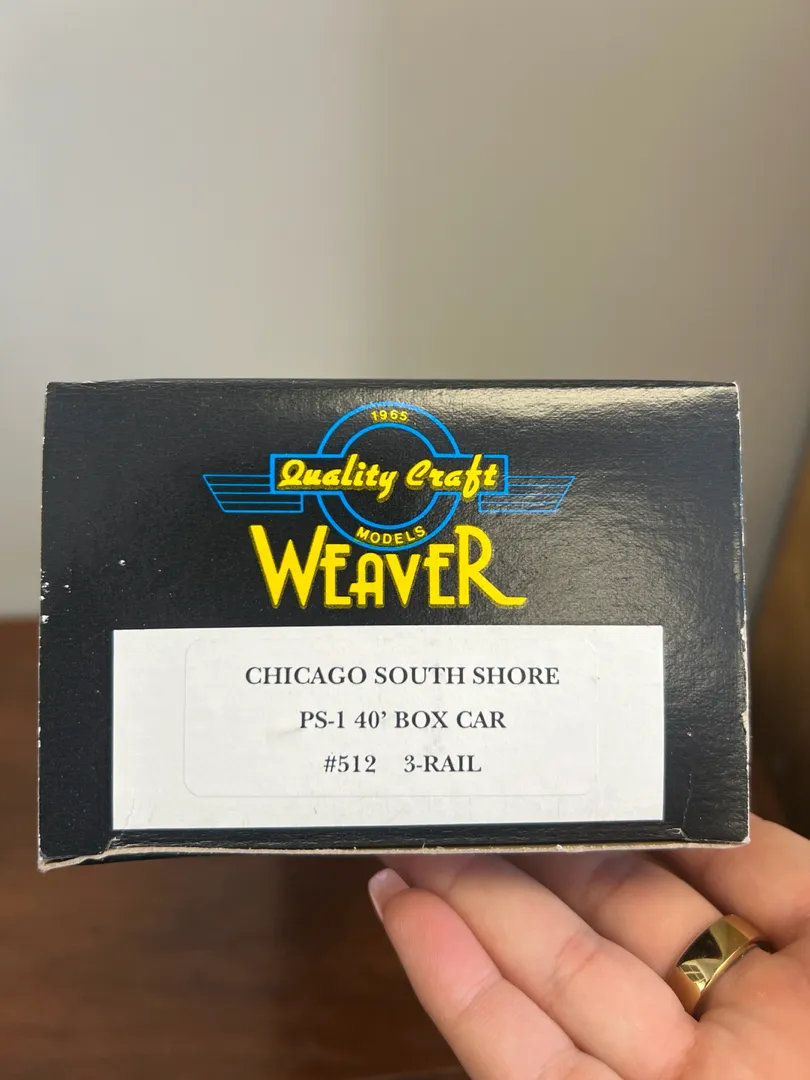 1965
Quality Craft
MODELS
WEAVER
CHICAGO SOUTH SHORE
PS-1 40' BOX CAR
#512 3-RAIL